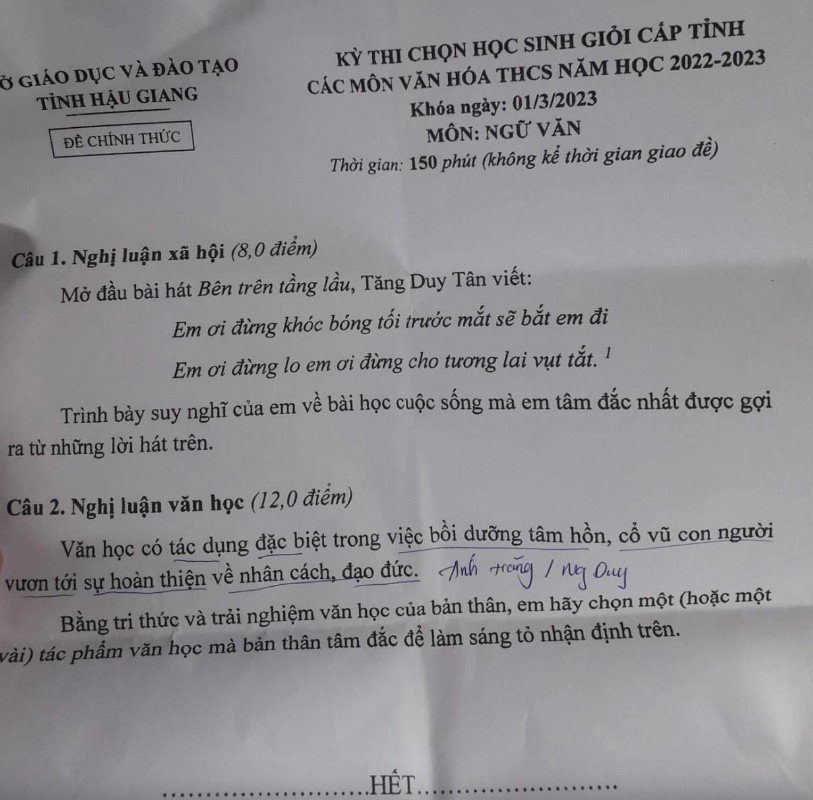 Ở GIÁO DỤC VÀ ĐÀO TẠO
TỈNH HẬU GIANG
ĐỀ CHÍNH THỨC
KỲ THI CHỌN HỌC SINH GIỎI CẤP TỈNH
CÁC MÔN VĂN HÓA THCS NĂM HỌC 2022-2023
Khóa ngày: 01/3/2023
MÔN: NGỮ VĂN
Thời gian: 150 phút (không kể thời gian giao đề)
Câu 1. Nghị luận xã hội (8,0 điểm)
Mở đầu bài hát Bên trên tầng lầu, Tăng Duy Tân viết:
Em ơi đừng khóc bóng tối trước mắt sẽ bắt em đi
Em ơi đừng lo em ơi đừng cho tương lai vụt tắt. 1
Trình bày suy nghĩ của em về bài học cuộc sống mà em tâm đắc nhất được gợi
ra từ những lời hát trên.
Câu 2. Nghị luận văn học (12,0 điểm)
Văn học có tác dụng đặc biệt trong việc bồi dưỡng tâm hồn, cổ vũ con người
vươn tới sự hoàn thiện về nhân cách, đạo đức. Ánh trăng / Ng Duy
Bằng tri thức và trải nghiệm văn học của bản thân, em hãy chọn một (hoặc một
vài) tác phẩm văn học mà bản thân tâm đắc để làm sáng tỏ nhận định trên.
........................HẾT........................